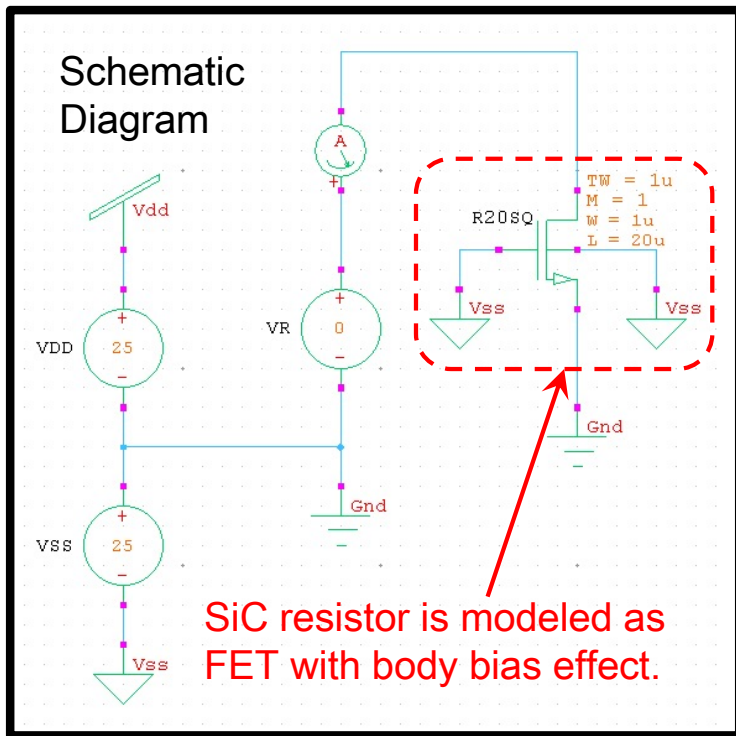 Schematic
Diagram
A
+
Vdd
TW = 1u
M = 1
W = 1u
L = 20u
R20SQ
Vss
Vss
+
VDD
25
−
+
VR
0
−
Gnd
Gnd
+
VSS
25
−
Vss
SiC resistor is modeled as
FET with body bias effect.